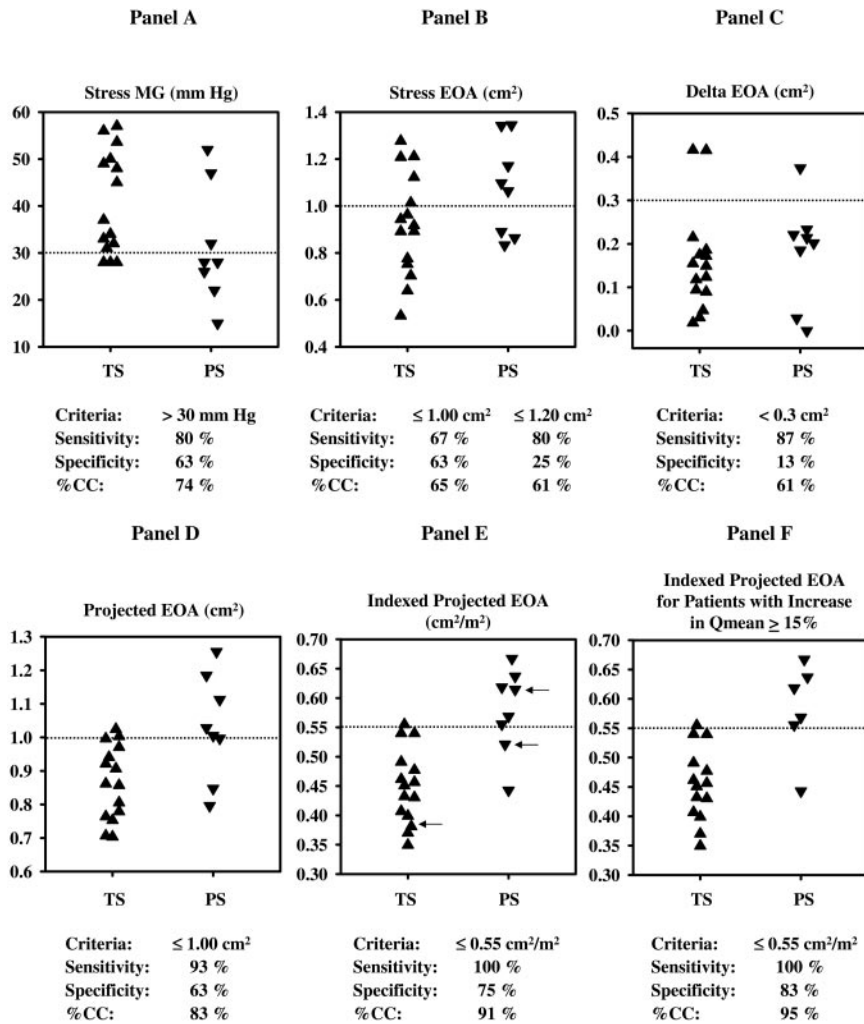 Panel A Panel B Panel C
Stress MG (mm Hg) Stress EOA (cm²) Delta EOA (cm²)
60 1.4 0.5
50 1.2 0.4
40 1.0 0.3
30 0.8 0.2
20 0.6 0.1
10 0.4 0.0
TS PS TS PS TS PS
Criteria: > 30 mm Hg Criteria: ≤ 1.00 cm² ≤ 1.20 cm² Criteria: < 0.3 cm²
Sensitivity: 80 % Sensitivity: 67 % 80 % Sensitivity: 87 %
Specificity: 63 % Specificity: 63 % 25 % Specificity: 13 %
%CC: 74 % %CC: 65 % 61 % %CC: 61 %
Panel D Panel E Panel F
Projected EOA (cm²) Indexed Projected EOA (cm²/m²) Indexed Projected EOA
for Patients with Increase
in Qmean ≥ 15%
1.3 0.70 0.70
1.2 0.65 0.65
1.1 0.60 0.60
1.0 0.55 0.55
0.9 0.50 0.50
0.8 0.45 0.45
0.7 0.40 0.40
0.6 0.35 0.35
0.30 0.30
TS PS TS PS TS PS
Criteria: ≤ 1.00 cm² Criteria: ≤ 0.55 cm²/m² Criteria: ≤ 0.55 cm²/m²
Sensitivity: 93 % Sensitivity: 100 % Sensitivity: 100 %
Specificity: 63 % Specificity: 75 % Specificity: 83 %
%CC: 83 % %CC: 91 % %CC: 95 %